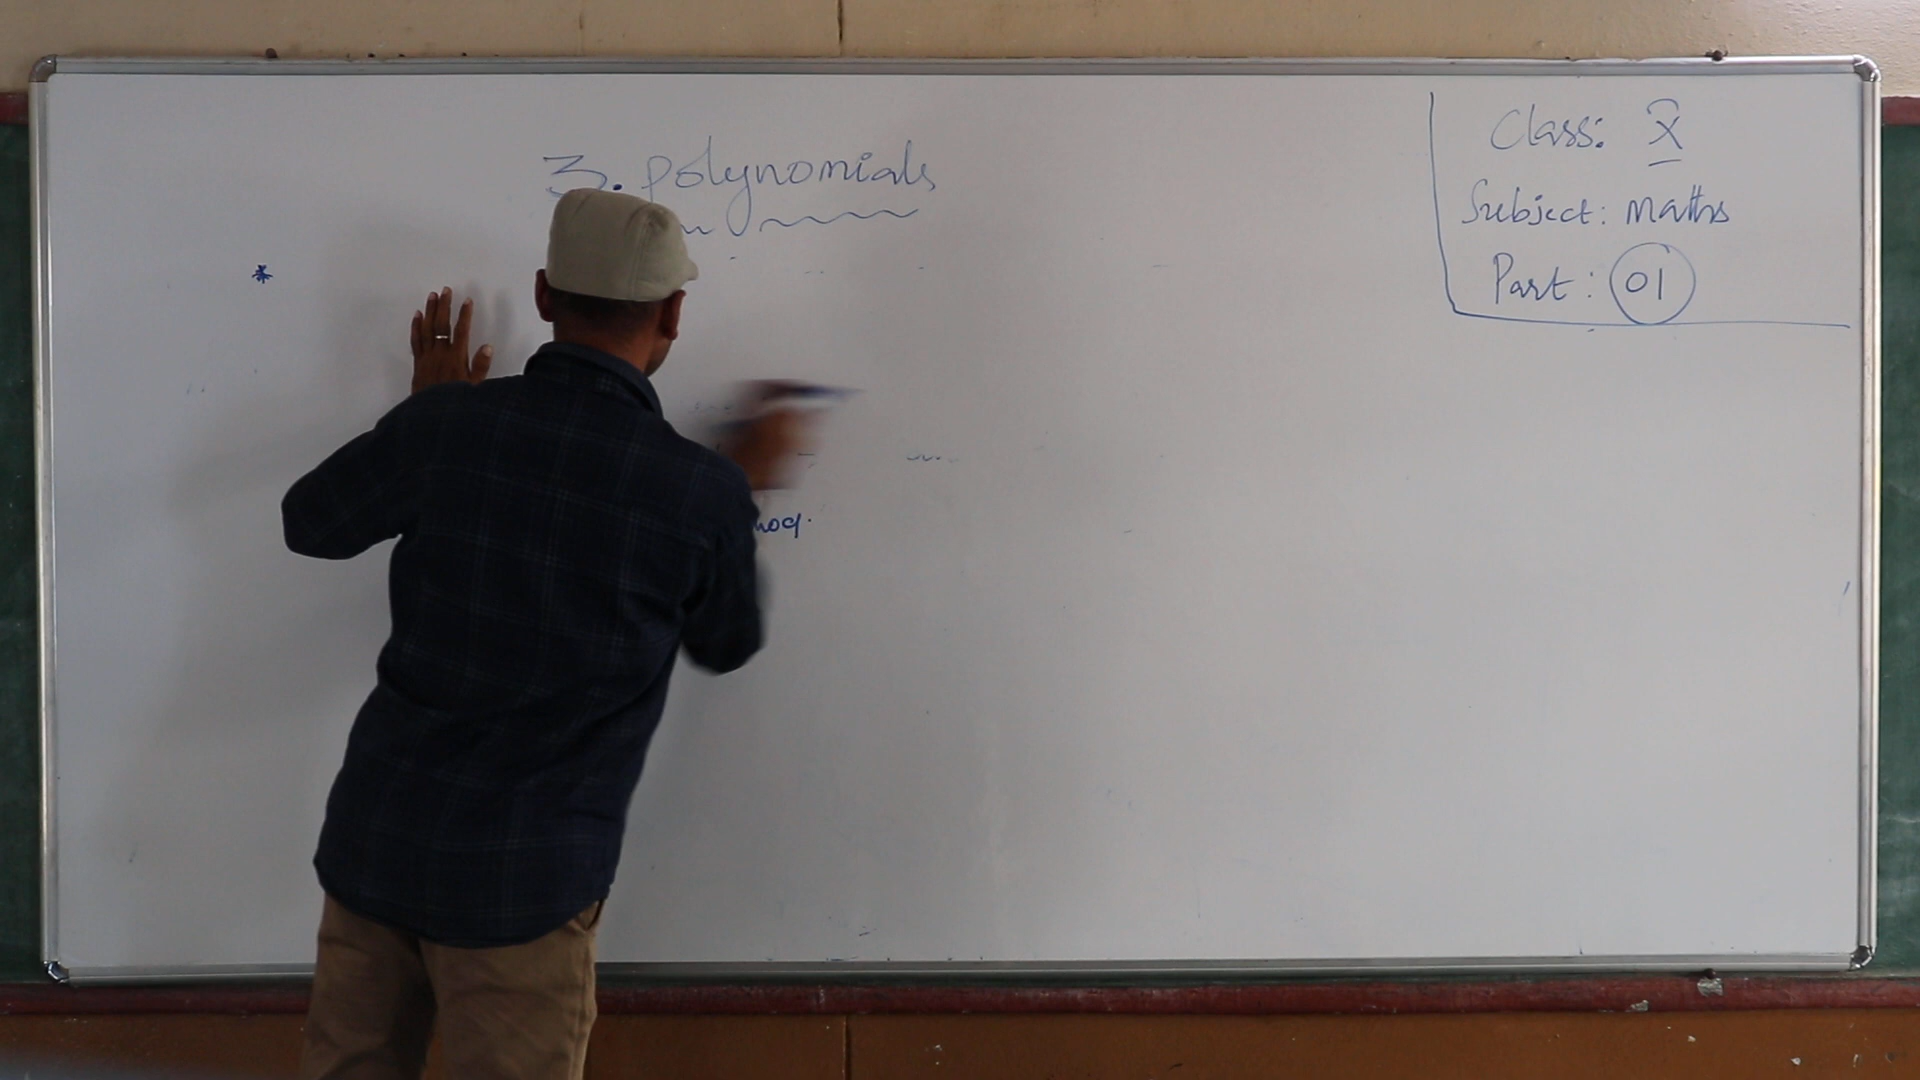 Class: X
Subject: Maths
Part: 01
3. polynomials
*